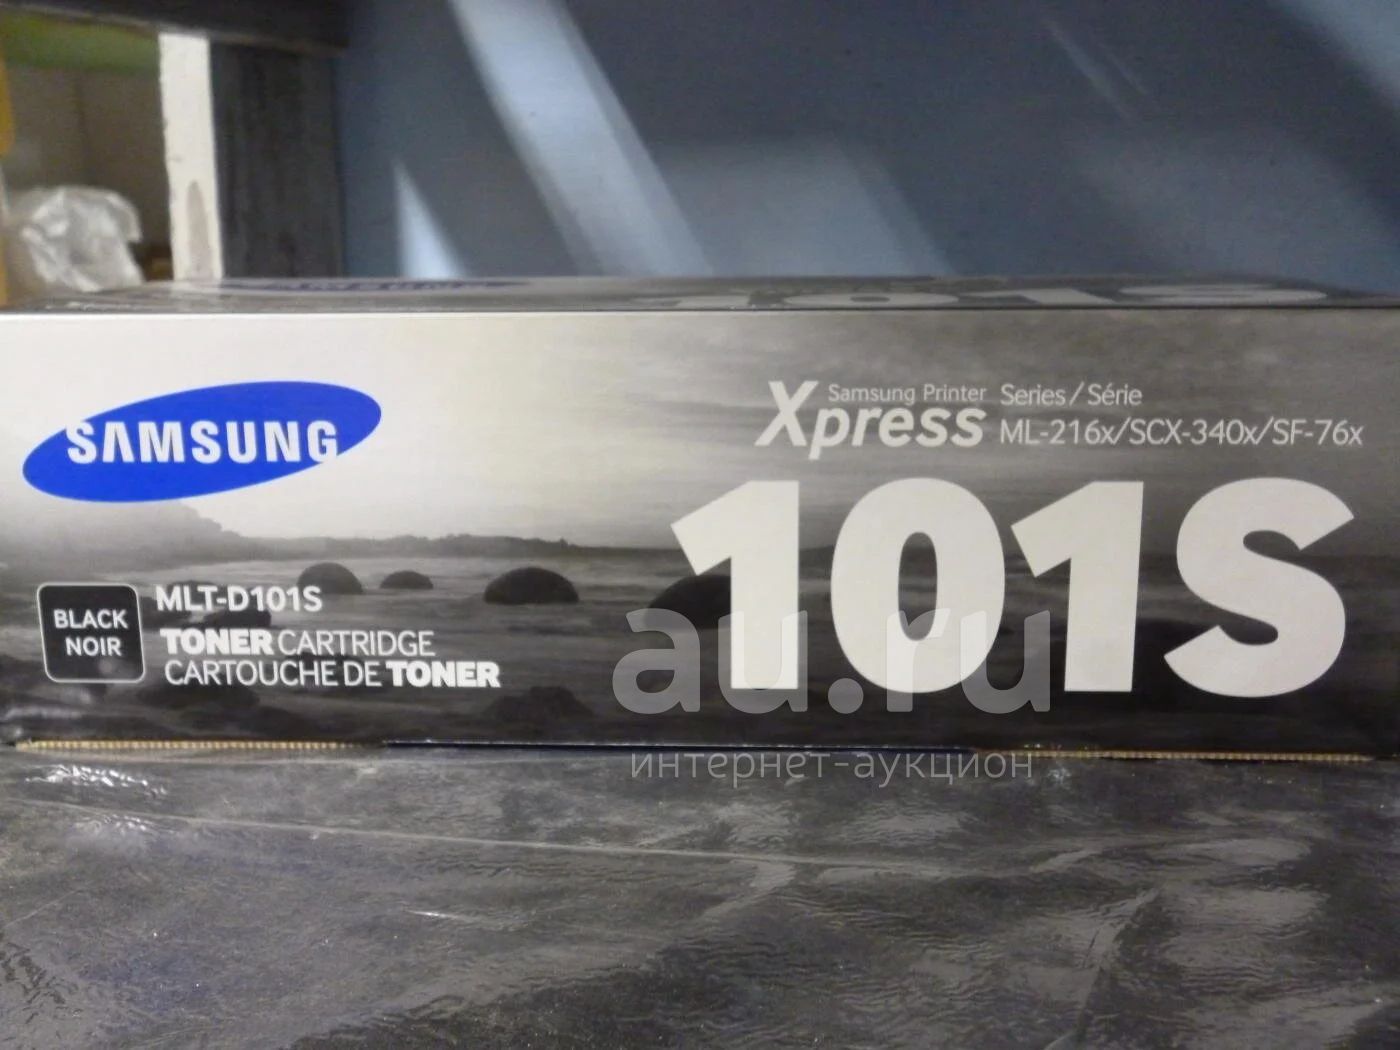 SAMSUNG
Samsung Printer
Xpress
Series / Série
ML-216x/SCX-340x/SF-76x
101S
BLACK
NOIR
MLT-D101S
TONER CARTRIDGE
CARTOUCHE DE TONER
au.ru
интернет-аукцион